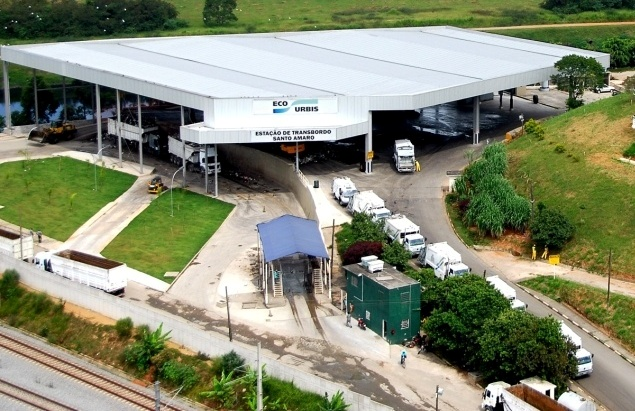 ECO
URBIS
ESTAÇÃO DE TRANSBORDO
SANTO AMARO